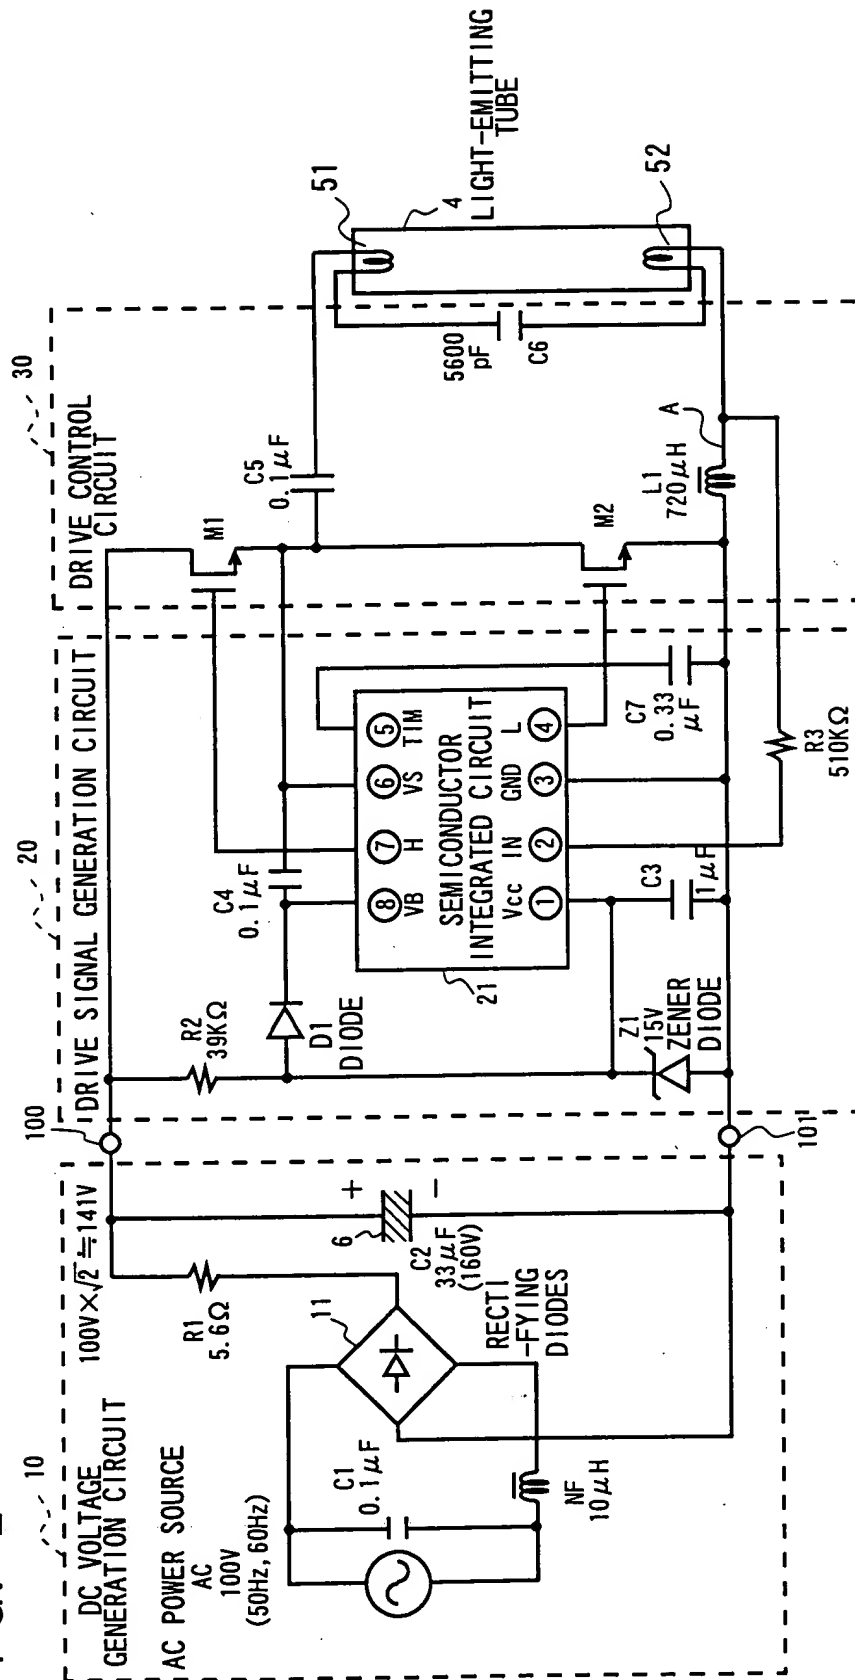 10
DC VOLTAGE
GENERATION CIRCUIT
AC POWER SOURCE
AC
100V
(50Hz, 60Hz)
C1
0.1μF
NF
10μH
11
RECTI
-FYING
DIODES
R1
5.6Ω
100V×√2≒141V
6
+
-
C2
33μF
(160V)
100
101
20
DRIVE SIGNAL GENERATION CIRCUIT
R2
39KΩ
D1
DIODE
Z1
15V
ZENER
DIODE
C4
0.1μF
21
8
7
6
5
VB
H
VS
TIM
SEMICONDUCTOR
INTEGRATED CIRCUIT
Vcc
IN
GND
L
1
2
3
4
C3
1μF
C7
0.33
μF
R3
510KΩ
30
DRIVE CONTROL
CIRCUIT
M1
M2
C5
0.1μF
L1
720μH
A
5600
pF
C6
51
4
LIGHT-EMITTING
TUBE
52